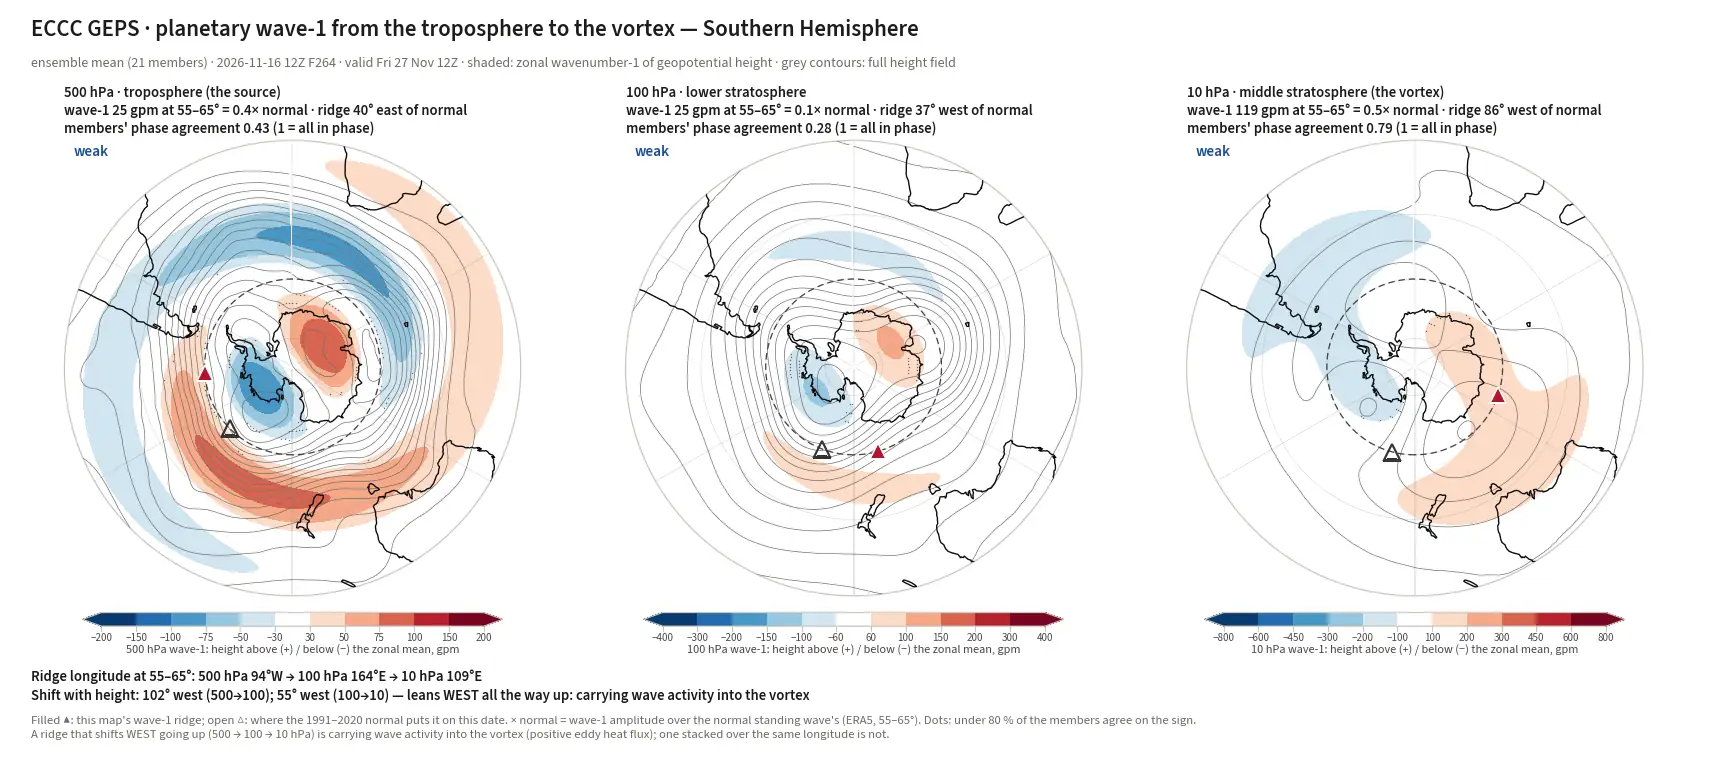 ECCC GEPS · planetary wave-1 from the troposphere to the vortex — Southern Hemisphere
ensemble mean (21 members) · 2026-11-16 12Z F264 · valid Fri 27 Nov 12Z · shaded: zonal wavenumber-1 of geopotential height · grey contours: full height field
500 hPa · troposphere (the source)
wave-1 25 gpm at 55–65° = 0.4× normal · ridge 40° east of normal
members' phase agreement 0.43 (1 = all in phase)
weak
100 hPa · lower stratosphere
wave-1 25 gpm at 55–65° = 0.1× normal · ridge 37° west of normal
members' phase agreement 0.28 (1 = all in phase)
weak
10 hPa · middle stratosphere (the vortex)
wave-1 119 gpm at 55–65° = 0.5× normal · ridge 86° west of normal
members' phase agreement 0.79 (1 = all in phase)
weak
−200 −150 −100 −75 −50 −30 30 50 75 100 150 200
500 hPa wave-1: height above (+) / below (−) the zonal mean, gpm
−400 −300 −200 −150 −100 −60 60 100 150 200 300 400
100 hPa wave-1: height above (+) / below (−) the zonal mean, gpm
−800 −600 −450 −300 −200 −100 100 200 300 450 600 800
10 hPa wave-1: height above (+) / below (−) the zonal mean, gpm
Ridge longitude at 55–65°: 500 hPa 94°W → 100 hPa 164°E → 10 hPa 109°E
Shift with height: 102° west (500→100); 55° west (100→10) — leans WEST all the way up: carrying wave activity into the vortex
Filled ▲: this map's wave-1 ridge; open △: where the 1991–2020 normal puts it on this date. × normal = wave-1 amplitude over the normal standing wave's (ERA5, 55–65°). Dots: under 80 % of the members agree on the sign.
A ridge that shifts WEST going up (500 → 100 → 10 hPa) is carrying wave activity into the vortex (positive eddy heat flux); one stacked over the same longitude is not.